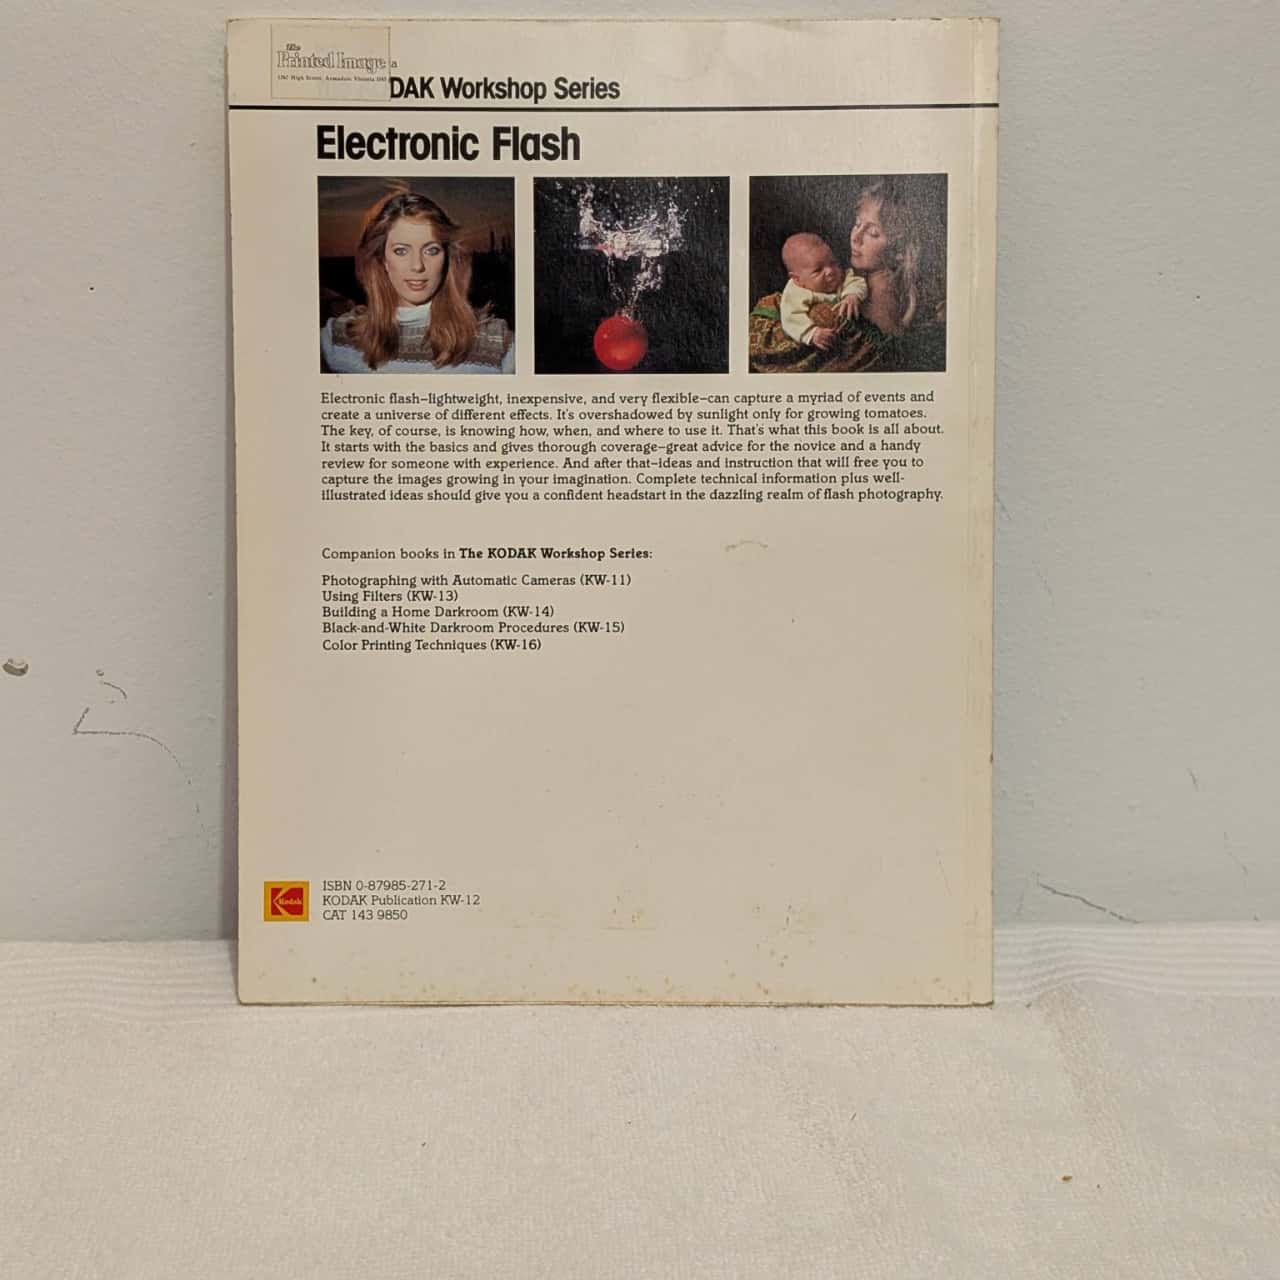 The
Printed Image
High Street, Armadale Victoria
DAK Workshop Series
Electronic Flash
Electronic flash–lightweight, inexpensive, and very flexible–can capture a myriad of events and
create a universe of different effects. It's overshadowed by sunlight only for growing tomatoes.
The key, of course, is knowing how, when, and where to use it. That's what this book is all about.
It starts with the basics and gives thorough coverage–great advice for the novice and a handy
review for someone with experience. And after that–ideas and instruction that will free you to
capture the images growing in your imagination. Complete technical information plus well-
illustrated ideas should give you a confident headstart in the dazzling realm of flash photography.
Companion books in The KODAK Workshop Series:
Photographing with Automatic Cameras (KW-11)
Using Filters (KW-13)
Building a Home Darkroom (KW-14)
Black-and-White Darkroom Procedures (KW-15)
Color Printing Techniques (KW-16)
Kodak
ISBN 0-87985-271-2
KODAK Publication KW-12
CAT 143 9850